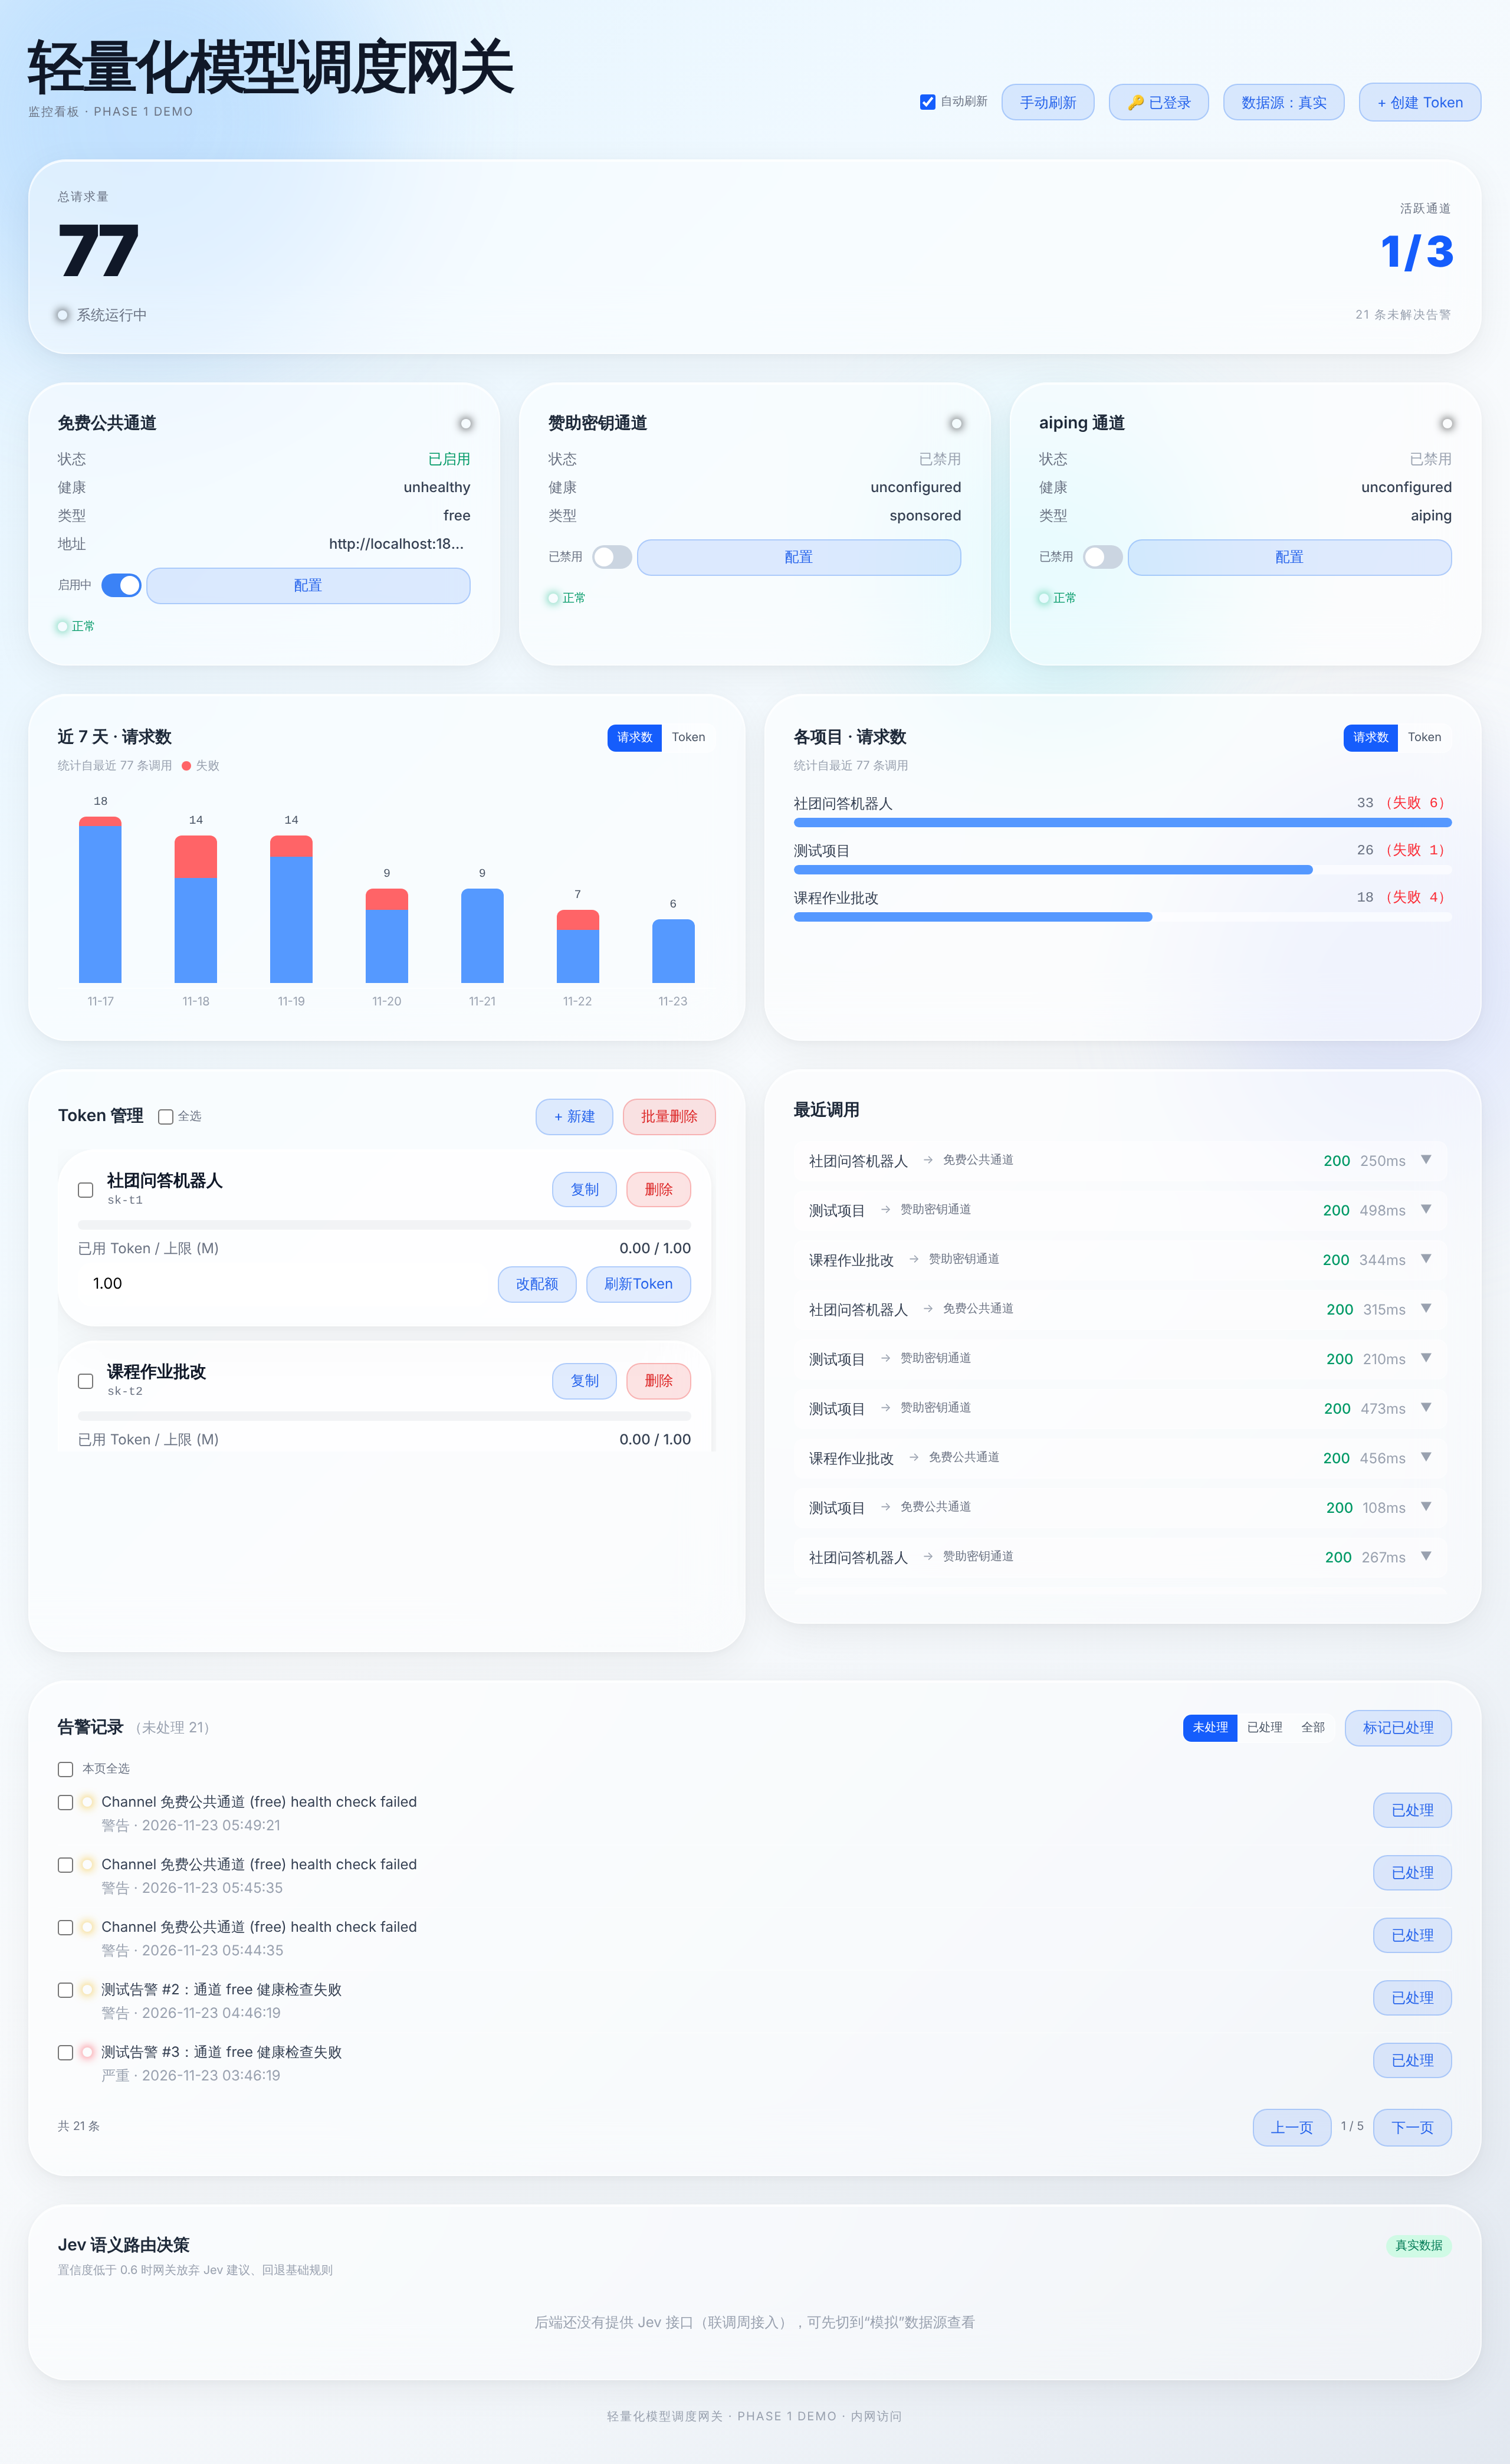 轻量化模型调度网关
监控看板 · PHASE 1 DEMO
自动刷新
手动刷新
🔑 已登录
数据源：真实
+ 创建 Token
总请求量
77
系统运行中
活跃通道
1/3
21 条未解决告警
免费公共通道
状态 已启用
健康 unhealthy
类型 free
地址 http://localhost:18...
启用中 配置
正常
赞助密钥通道
状态 已禁用
健康 unconfigured
类型 sponsored
已禁用 配置
正常
aiping 通道
状态 已禁用
健康 unconfigured
类型 aiping
已禁用 配置
正常
近 7 天 · 请求数
请求数 Token
统计自最近 77 条调用 失败
18 14 14 9 9 7 6
11-17 11-18 11-19 11-20 11-21 11-22 11-23
各项目 · 请求数
请求数 Token
统计自最近 77 条调用
社团问答机器人 33 （失败 6）
测试项目 26 （失败 1）
课程作业批改 18 （失败 4）
Token 管理 全选 + 新建 批量删除
社团问答机器人 复制 删除
sk-t1
已用 Token / 上限 (M) 0.00 / 1.00
1.00 改配额 刷新Token
课程作业批改 复制 删除
sk-t2
已用 Token / 上限 (M) 0.00 / 1.00
最近调用
社团问答机器人 → 免费公共通道 200 250ms ▼
测试项目 → 赞助密钥通道 200 498ms ▼
课程作业批改 → 赞助密钥通道 200 344ms ▼
社团问答机器人 → 免费公共通道 200 315ms ▼
测试项目 → 赞助密钥通道 200 210ms ▼
测试项目 → 赞助密钥通道 200 473ms ▼
课程作业批改 → 免费公共通道 200 456ms ▼
测试项目 → 免费公共通道 200 108ms ▼
社团问答机器人 → 赞助密钥通道 200 267ms ▼
告警记录 （未处理 21）
未处理 已处理 全部 标记已处理
本页全选
Channel 免费公共通道 (free) health check failed 已处理
警告 · 2026-11-23 05:49:21
Channel 免费公共通道 (free) health check failed 已处理
警告 · 2026-11-23 05:45:35
Channel 免费公共通道 (free) health check failed 已处理
警告 · 2026-11-23 05:44:35
测试告警 #2：通道 free 健康检查失败 已处理
警告 · 2026-11-23 04:46:19
测试告警 #3：通道 free 健康检查失败 已处理
严重 · 2026-11-23 03:46:19
共 21 条 上一页 1 / 5 下一页
Jev 语义路由决策 真实数据
置信度低于 0.6 时网关放弃 Jev 建议、回退基础规则
后端还没有提供 Jev 接口（联调周接入），可先切到“模拟”数据源查看
轻量化模型调度网关 · PHASE 1 DEMO · 内网访问